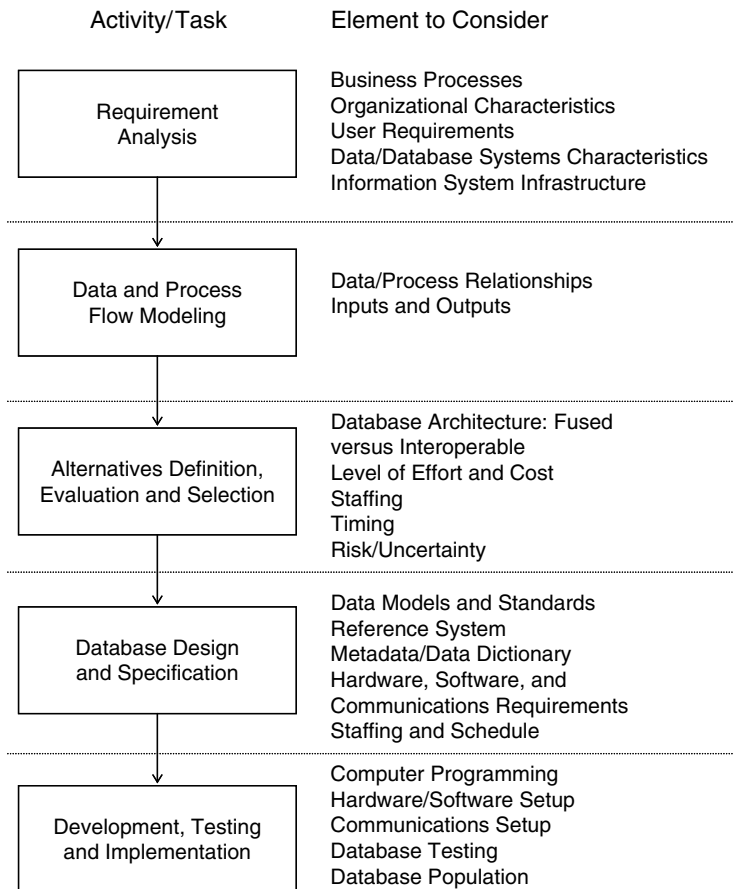 Activity/Task
Element to Consider
Requirement
Analysis
Business Processes
Organizational Characteristics
User Requirements
Data/Database Systems Characteristics
Information System Infrastructure
Data and Process
Flow Modeling
Data/Process Relationships
Inputs and Outputs
Alternatives Definition,
Evaluation and Selection
Database Architecture: Fused
versus Interoperable
Level of Effort and Cost
Staffing
Timing
Risk/Uncertainty
Database Design
and Specification
Data Models and Standards
Reference System
Metadata/Data Dictionary
Hardware, Software, and
Communications Requirements
Staffing and Schedule
Development, Testing
and Implementation
Computer Programming
Hardware/Software Setup
Communications Setup
Database Testing
Database Population